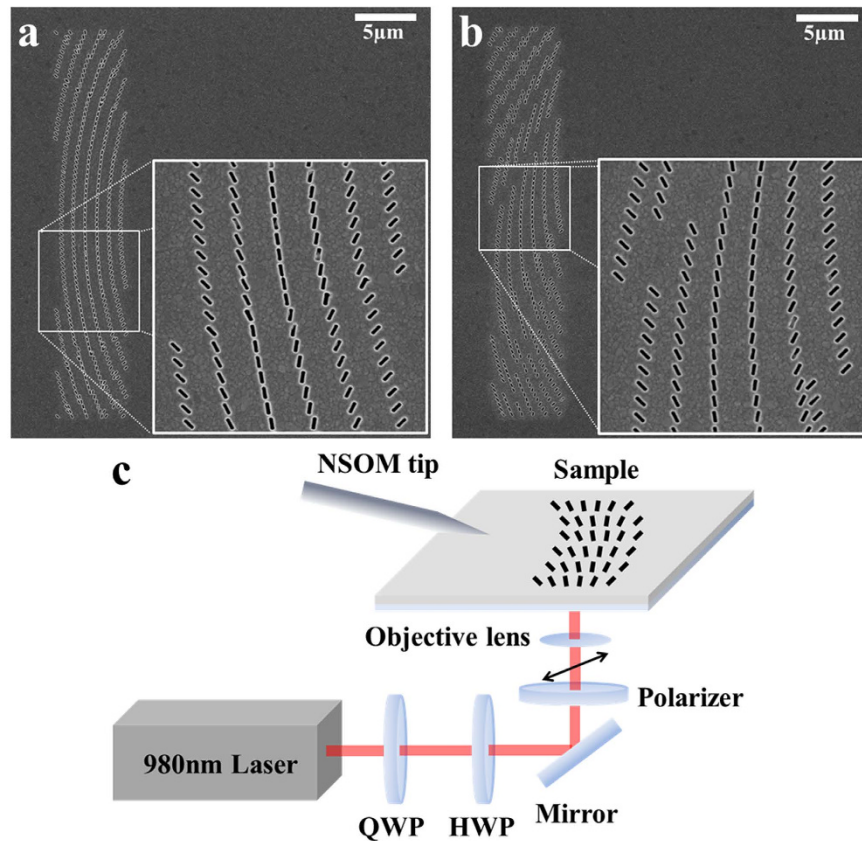 a
5μm
b
5μm
c
NSOM tip
Sample
Objective lens
Polarizer
980nm Laser
Mirror
QWP
HWP